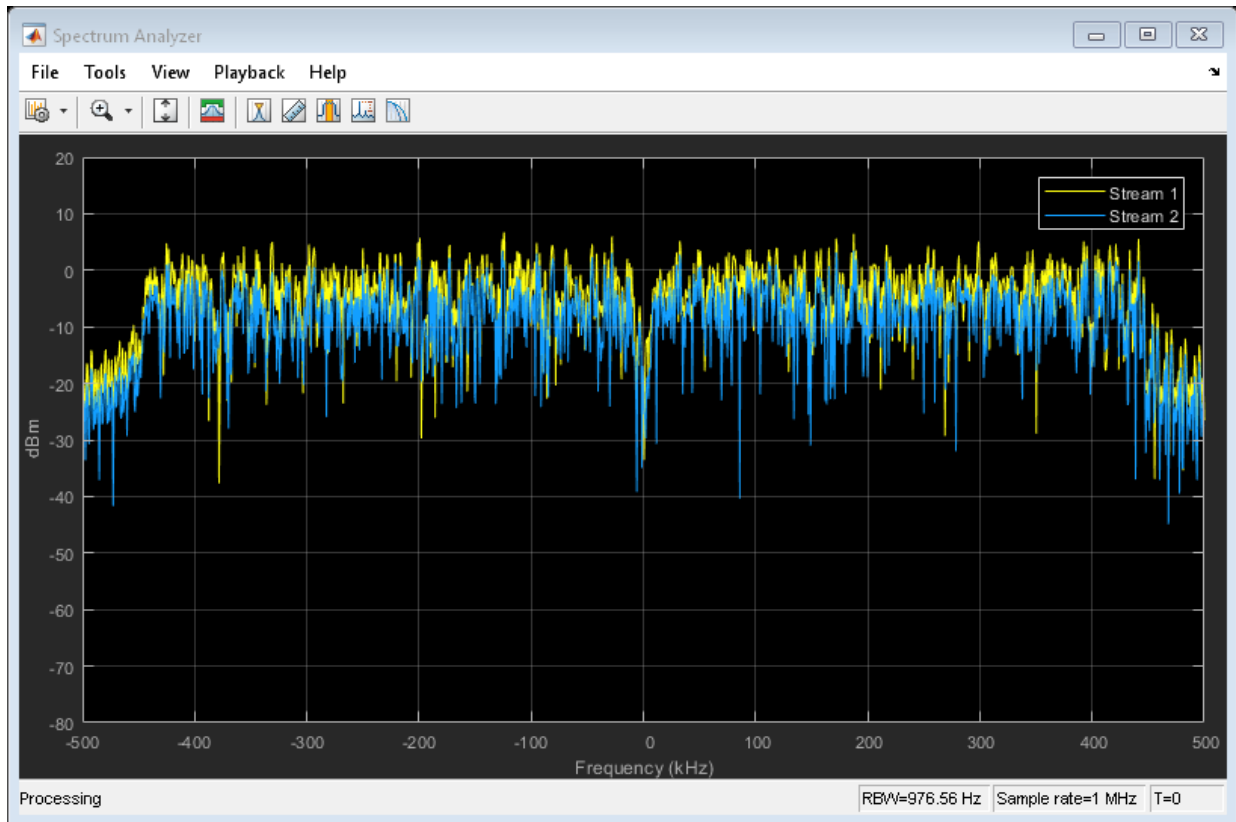 Spectrum Analyzer
File Tools View Playback Help
20
10
0
-10
-20
-30
-40
-50
-60
-70
-80
dBm
Stream 1
Stream 2
-500 -400 -300 -200 -100 0 100 200 300 400 500
Frequency (kHz)
Processing RBW=976.56 Hz Sample rate=1 MHz T=0